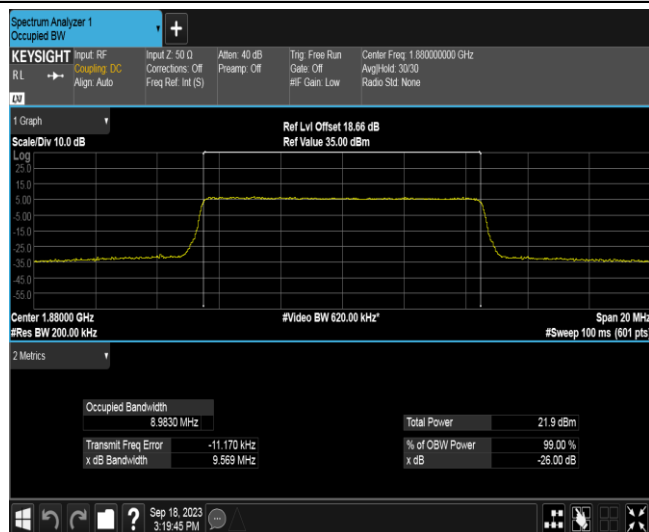 Spectrum Analyzer 1
Occupied BW
+
KEYSIGHT Input: RF Input Z: 50 Ω Atten: 40 dB Trig: Free Run Center Freq: 1.880000000 GHz
RL Coupling: DC Corrections: Off Preamp: Off Gate: Off Avg|Hold: 30/30
Align: Auto Freq Ref: Int (S) #IF Gain: Low Radio Std: None
LXI
1 Graph
Ref Lvl Offset 18.66 dB
Scale/Div 10.0 dB Ref Value 35.00 dBm
Log
25.0
15.0
5.00
-5.00
-15.0
-25.0
-35.0
-45.0
-55.0
Center 1.88000 GHz #Video BW 620.00 kHz* Span 20 MHz
#Res BW 200.00 kHz #Sweep 100 ms (601 pts)
2 Metrics
Occupied Bandwidth
8.9830 MHz Total Power 21.9 dBm
Transmit Freq Error -11.170 kHz % of OBW Power 99.00 %
x dB Bandwidth 9.569 MHz x dB -26.00 dB
? Sep 18, 2023
3:19:45 PM